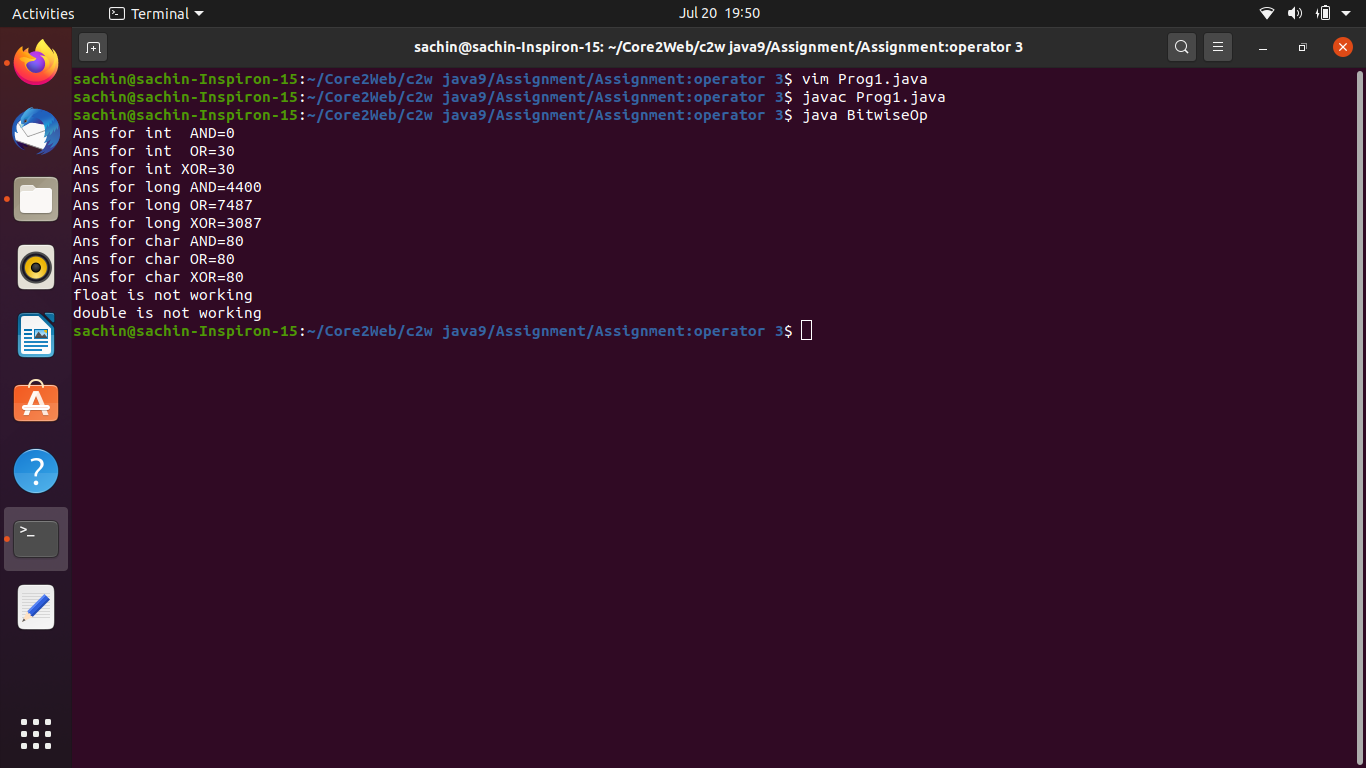 Activities Terminal Jul 20 19:50
sachin@sachin-Inspiron-15: ~/Core2Web/c2w java9/Assignment/Assignment:operator 3
sachin@sachin-Inspiron-15:~/Core2Web/c2w java9/Assignment/Assignment:operator 3$ vim Prog1.java
sachin@sachin-Inspiron-15:~/Core2Web/c2w java9/Assignment/Assignment:operator 3$ javac Prog1.java
sachin@sachin-Inspiron-15:~/Core2Web/c2w java9/Assignment/Assignment:operator 3$ java BitwiseOp
Ans for int  AND=0
Ans for int  OR=30
Ans for int XOR=30
Ans for long AND=4400
Ans for long OR=7487
Ans for long XOR=3087
Ans for char AND=80
Ans for char OR=80
Ans for char XOR=80
float is not working
double is not working
sachin@sachin-Inspiron-15:~/Core2Web/c2w java9/Assignment/Assignment:operator 3$